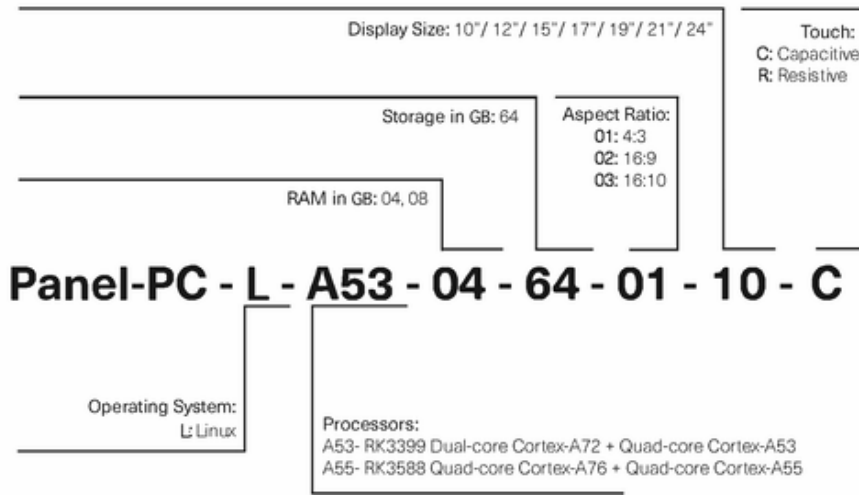 Display Size: 10"/ 12"/ 15"/ 17"/ 19"/ 21"/ 24"
Touch:
C: Capacitive
R: Resistive
Storage in GB: 64
Aspect Ratio:
01: 4:3
02: 16:9
03: 16:10
RAM in GB: 04, 08
Panel-PC - L - A53 - 04 - 64 - 01 - 10 - C
Operating System:
L: Linux
Processors:
A53- RK3399 Dual-core Cortex-A72 + Quad-core Cortex-A53
A55- RK3588 Quad-core Cortex-A76 + Quad-core Cortex-A55